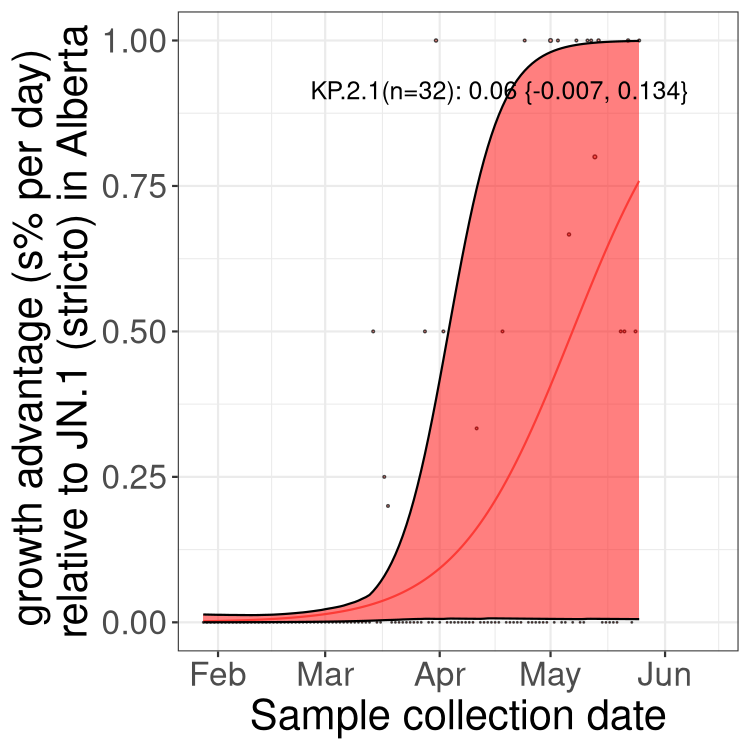 growth advantage (s% per day)
relative to JN.1 (stricto) in Alberta
1.00
0.75
0.50
0.25
0.00
KP.2.1(n=32): 0.06 {-0.007, 0.134}
Feb Mar Apr May Jun
Sample collection date